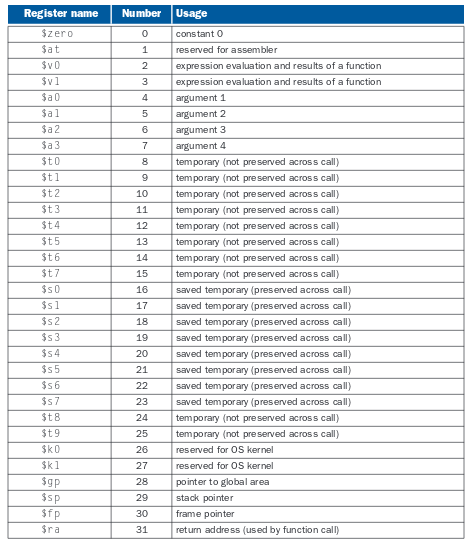 Register name Number Usage
$zero 0 constant 0
$at 1 reserved for assembler
$v0 2 expression evaluation and results of a function
$v1 3 expression evaluation and results of a function
$a0 4 argument 1
$a1 5 argument 2
$a2 6 argument 3
$a3 7 argument 4
$t0 8 temporary (not preserved across call)
$t1 9 temporary (not preserved across call)
$t2 10 temporary (not preserved across call)
$t3 11 temporary (not preserved across call)
$t4 12 temporary (not preserved across call)
$t5 13 temporary (not preserved across call)
$t6 14 temporary (not preserved across call)
$t7 15 temporary (not preserved across call)
$s0 16 saved temporary (preserved across call)
$s1 17 saved temporary (preserved across call)
$s2 18 saved temporary (preserved across call)
$s3 19 saved temporary (preserved across call)
$s4 20 saved temporary (preserved across call)
$s5 21 saved temporary (preserved across call)
$s6 22 saved temporary (preserved across call)
$s7 23 saved temporary (preserved across call)
$t8 24 temporary (not preserved across call)
$t9 25 temporary (not preserved across call)
$k0 26 reserved for OS kernel
$k1 27 reserved for OS kernel
$gp 28 pointer to global area
$sp 29 stack pointer
$fp 30 frame pointer
$ra 31 return address (used by function call)